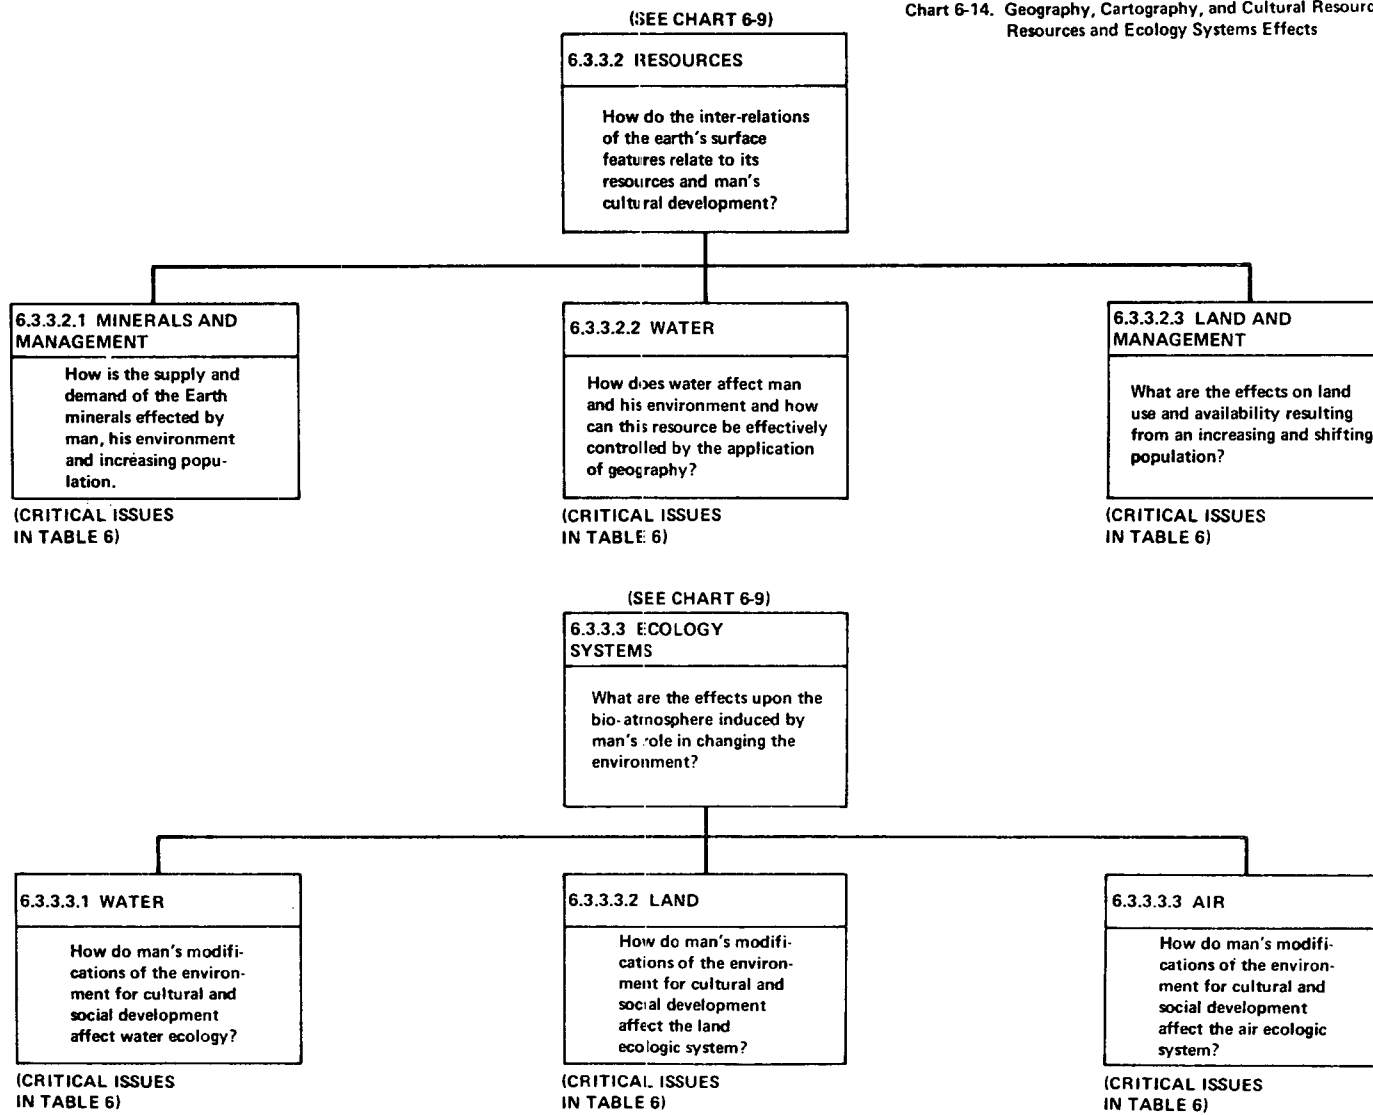 Chart 6-14. Geography, Cartography, and Cultural Resourc
Resources and Ecology Systems Effects
(SEE CHART 6-9)
6.3.3.2 RESOURCES
How do the inter-relations
of the earth's surface
features relate to its
resources and man's
cultural development?
6.3.3.2.1 MINERALS AND
MANAGEMENT
How is the supply and
demand of the Earth
minerals effected by
man, his environment
and increasing popu-
lation.
(CRITICAL ISSUES
IN TABLE 6)
6.3.3.2.2 WATER
How does water affect man
and his environment and how
can this resource be effectively
controlled by the application
of geography?
(CRITICAL ISSUES
IN TABLE 6)
6.3.3.2.3 LAND AND
MANAGEMENT
What are the effects on land
use and availability resulting
from an increasing and shifting
population?
(CRITICAL ISSUES
IN TABLE 6)
(SEE CHART 6-9)
6.3.3.3 ECOLOGY
SYSTEMS
What are the effects upon the
bio-atmosphere induced by
man's role in changing the
environment?
6.3.3.3.1 WATER
How do man's modifi-
cations of the environ-
ment for cultural and
social development
affect water ecology?
(CRITICAL ISSUES
IN TABLE 6)
6.3.3.3.2 LAND
How do man's modifi-
cations of the environ-
ment for cultural and
social development
affect the land
ecologic system?
(CRITICAL ISSUES
IN TABLE 6)
6.3.3.3.3 AIR
How do man's modifi-
cations of the environ-
ment for cultural and
social development
affect the air ecologic
system?
(CRITICAL ISSUES
IN TABLE 6)